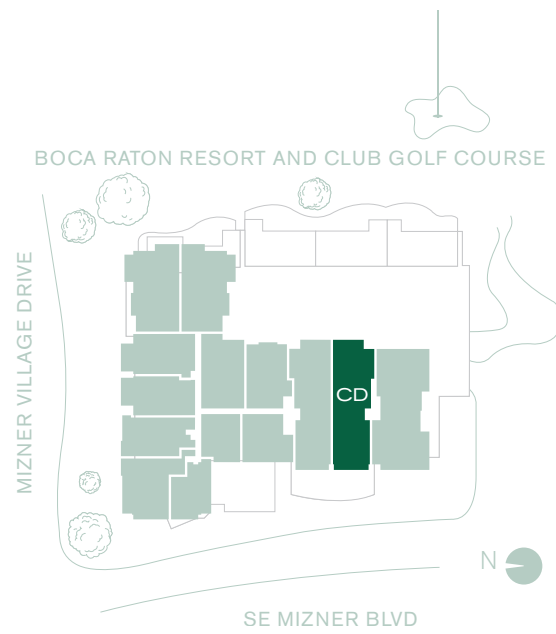 BOCA RATON RESORT AND CLUB GOLF COURSE
MIZNER VILLAGE DRIVE
CD
N
SE MIZNER BLVD